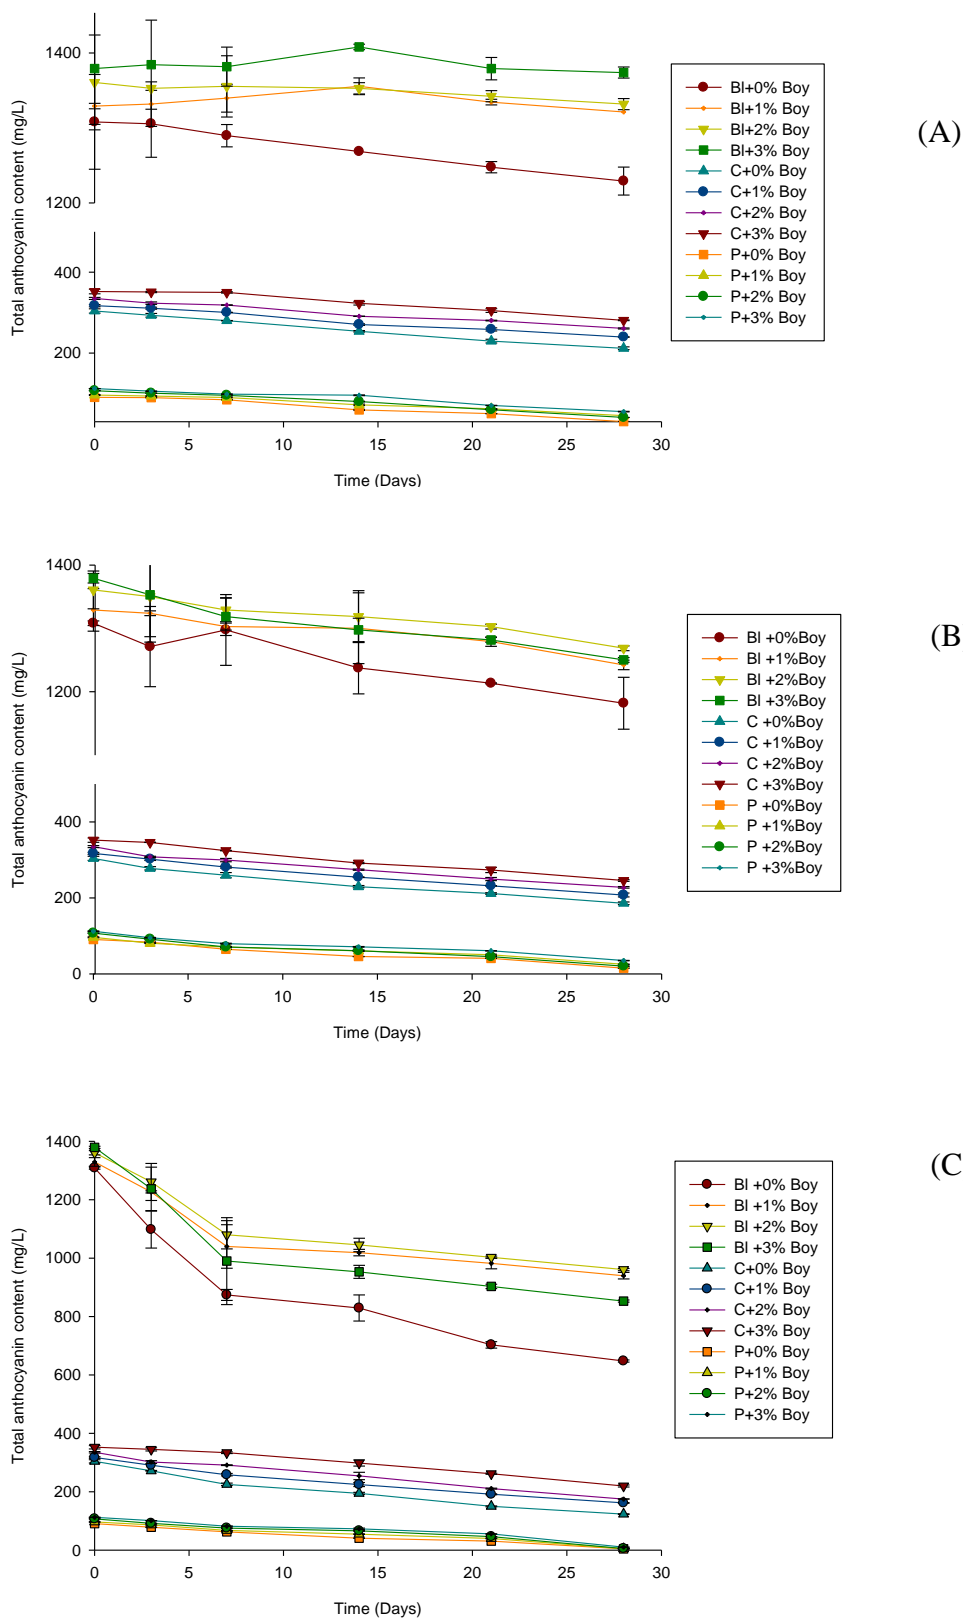 Total anthocyanin content (mg/L)
1400
1200
400
200
0
5
10
15
20
25
30
Time (Days)
Bl+0% Boy
Bl+1% Boy
Bl+2% Boy
Bl+3% Boy
C+0% Boy
C+1% Boy
C+2% Boy
C+3% Boy
P+0% Boy
P+1% Boy
P+2% Boy
P+3% Boy
(A)
Total anthocyanin content (mg/L)
1400
1200
400
200
0
0
5
10
15
20
25
30
Time (Days)
Bl +0%Boy
Bl +1%Boy
Bl +2%Boy
Bl +3%Boy
C +0%Boy
C +1%Boy
C +2%Boy
C +3%Boy
P +0%Boy
P +1%Boy
P +2%Boy
P +3%Boy
(B
Total anthocyanin content (mg/L)
1400
1200
1000
800
600
400
200
0
0
5
10
15
20
25
30
Time (Days)
Bl +0% Boy
Bl +1% Boy
Bl +2% Boy
Bl +3% Boy
C+0% Boy
C+1% Boy
C+2% Boy
C+3% Boy
P+0% Boy
P+1% Boy
P+2% Boy
P+3% Boy
(C